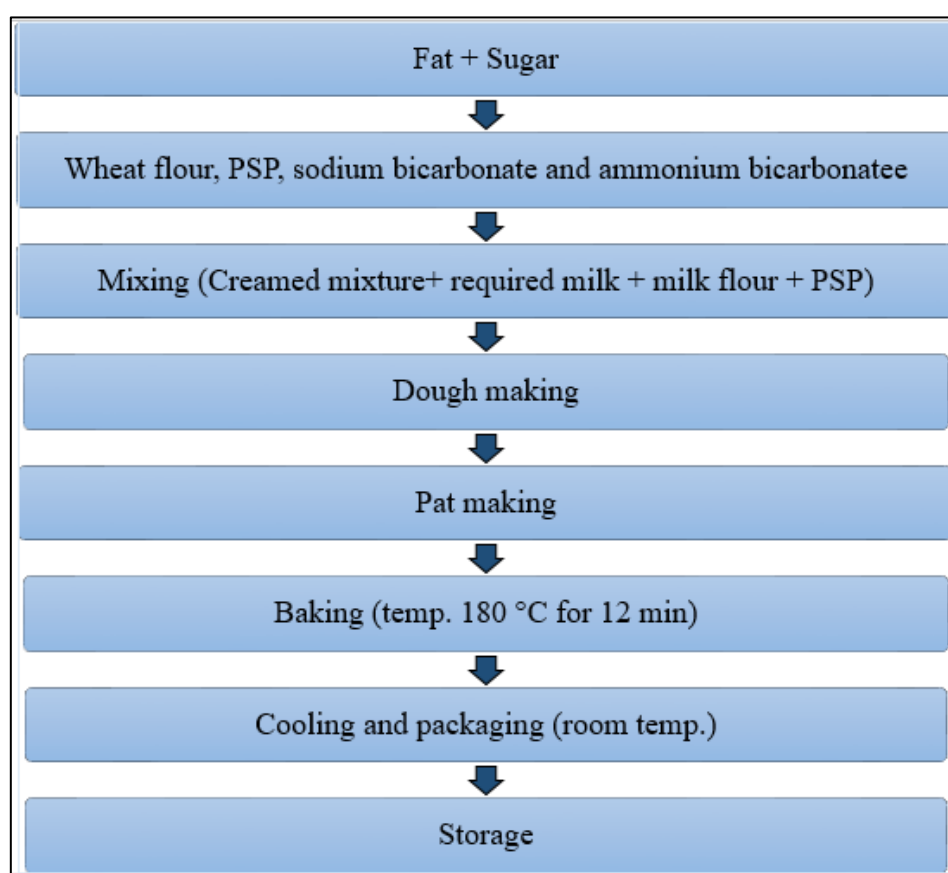 Fat + Sugar
Wheat flour, PSP, sodium bicarbonate and ammonium bicarbonatee
Mixing (Creamed mixture+ required milk + milk flour + PSP)
Dough making
Pat making
Baking (temp. 180 °C for 12 min)
Cooling and packaging (room temp.)
Storage